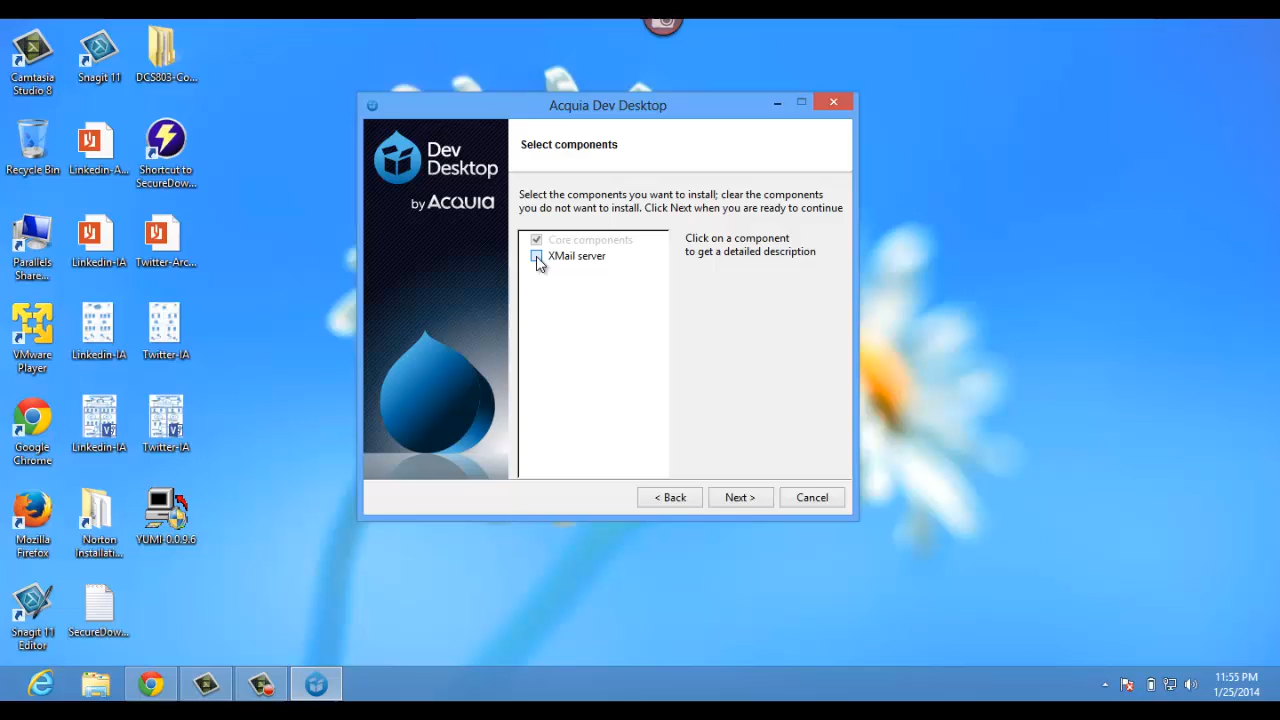 Camtasia
Studio 8
Snagit 11
DCS803-Co...
Recycle Bin
Linkedin-A...
Shortcut to
SecureDow...
Parallels
Share...
Linkedin-IA
Twitter-Arc...
VMware
Player
Linkedin-IA
Twitter-IA
Google
Chrome
Linkedin-IA
Twitter-IA
Mozilla
Firefox
Norton
Installati...
YUMI-0.0.9.6
Snagit 11
Editor
SecureDow...
Acquia Dev Desktop
Dev
Desktop
by Acquia
Select components
Select the components you want to install; clear the components
you do not want to install. Click Next when you are ready to continue
Core components
XMail server
Click on a component
to get a detailed description
< Back
Next >
Cancel
11:55 PM
1/25/2014